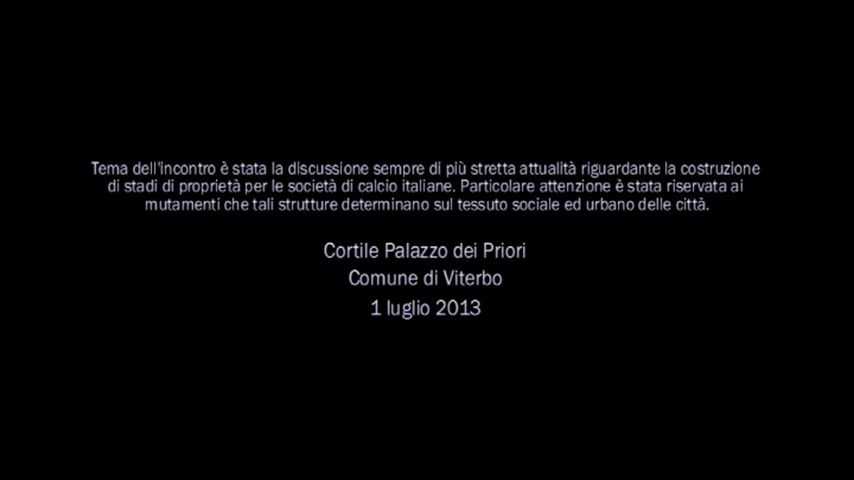 Tema dell'incontro è stata la discussione sempre di più stretta attualità riguardante la costruzione
di stadi di proprietà per le società di calcio italiane. Particolare attenzione è stata riservata ai
mutamenti che tali strutture determinano sul tessuto sociale ed urbano delle città.
Cortile Palazzo dei Priori
Comune di Viterbo
1 luglio 2013